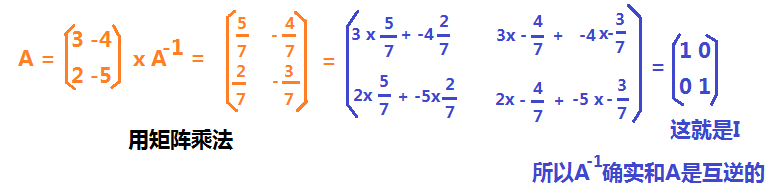 A = (3 -4 2 -5) x A^-1 = (5/7 -4/7 2/7 -3/7) = (3 x 5/7 + -4 2/7 3x -4/7 + -4 x-3/7 2x 5/7 + -5x 2/7 2x -4/7 + -5 x -3/7) = (1 0 0 1)
这就是I
用矩阵乘法
所以A^-1确实和A是互逆的